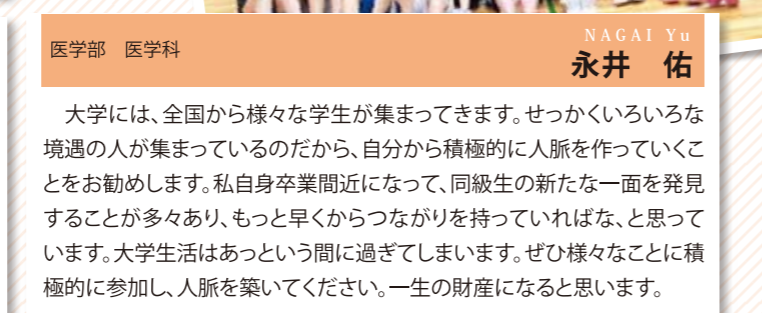 医学部　医学科
NAGAI Yu
永井　佑
　大学には、全国から様々な学生が集まってきます。せっかくいろいろな
境遇の人が集まっているのだから、自分から積極的に人脈を作っていくこ
とをお勧めします。私自身卒業間近になって、同級生の新たな一面を発見
することが多々あり、もっと早くからつながりを持っていればな、と思って
います。大学生活はあっという間に過ぎてしまいます。ぜひ様々なことに積
極的に参加し、人脈を築いてください。一生の財産になると思います。